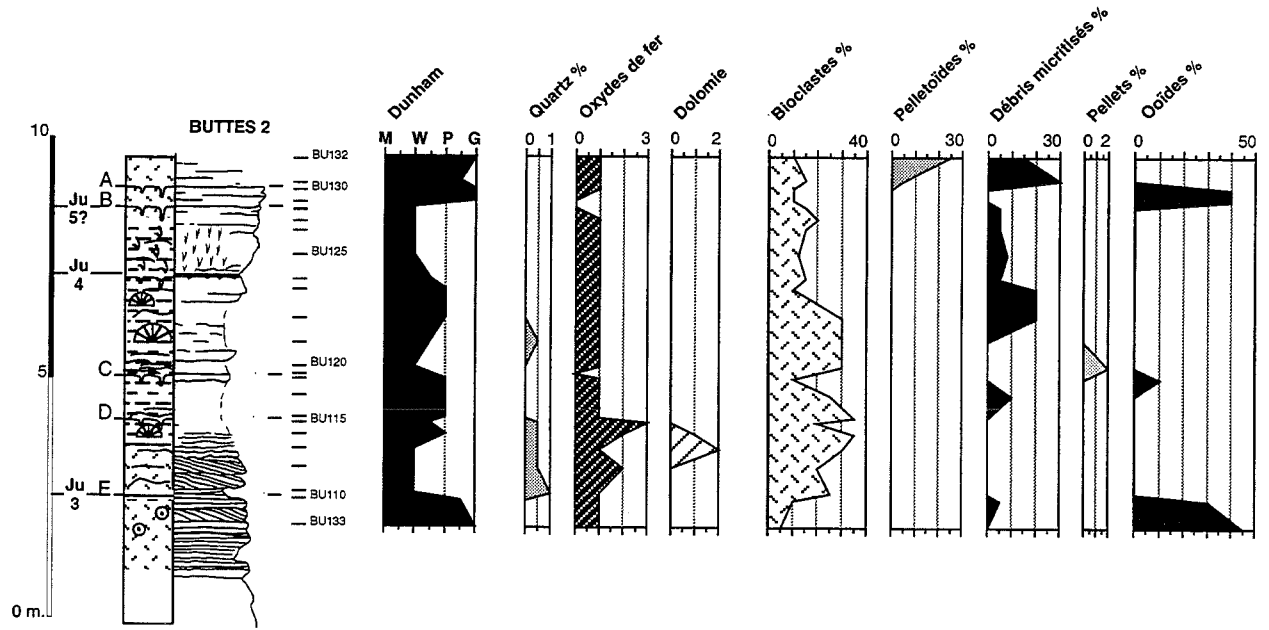 Dunham
Quartz %
Oxydes de fer
Dolomie
Bioclastes %
Pelletoïdes %
Débris micritisés %
Pellets %
Ooïdes %
10
BUTTES 2
M W P G
0 1
0 3
0 2
0 40
0 30
0 30
0 2
0 50
BU132
A
BU130
Ju
B
5?
BU125
Ju
4
BU120
C
5
D
BU115
Ju
E
BU110
3
BU133
0 m.